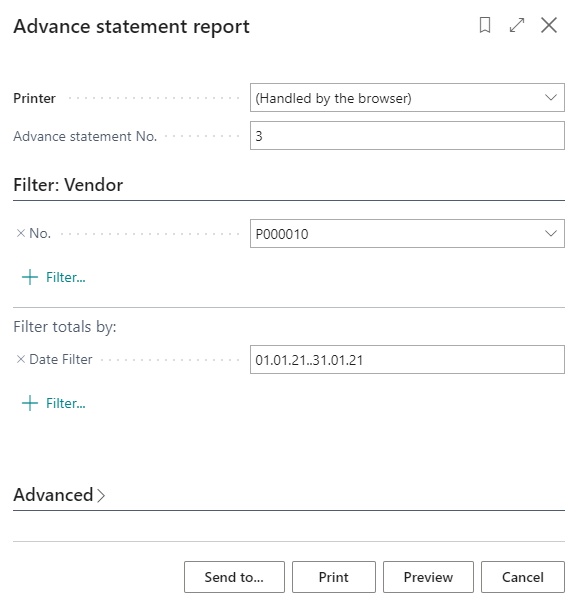 Advance statement report
Printer
(Handled by the browser)
Advance statement No.
3
Filter: Vendor
No.
P000010
Filter...
Filter totals by:
Date Filter
01.01.21..31.01.21
Filter...
Advanced
Send to... Print Preview Cancel